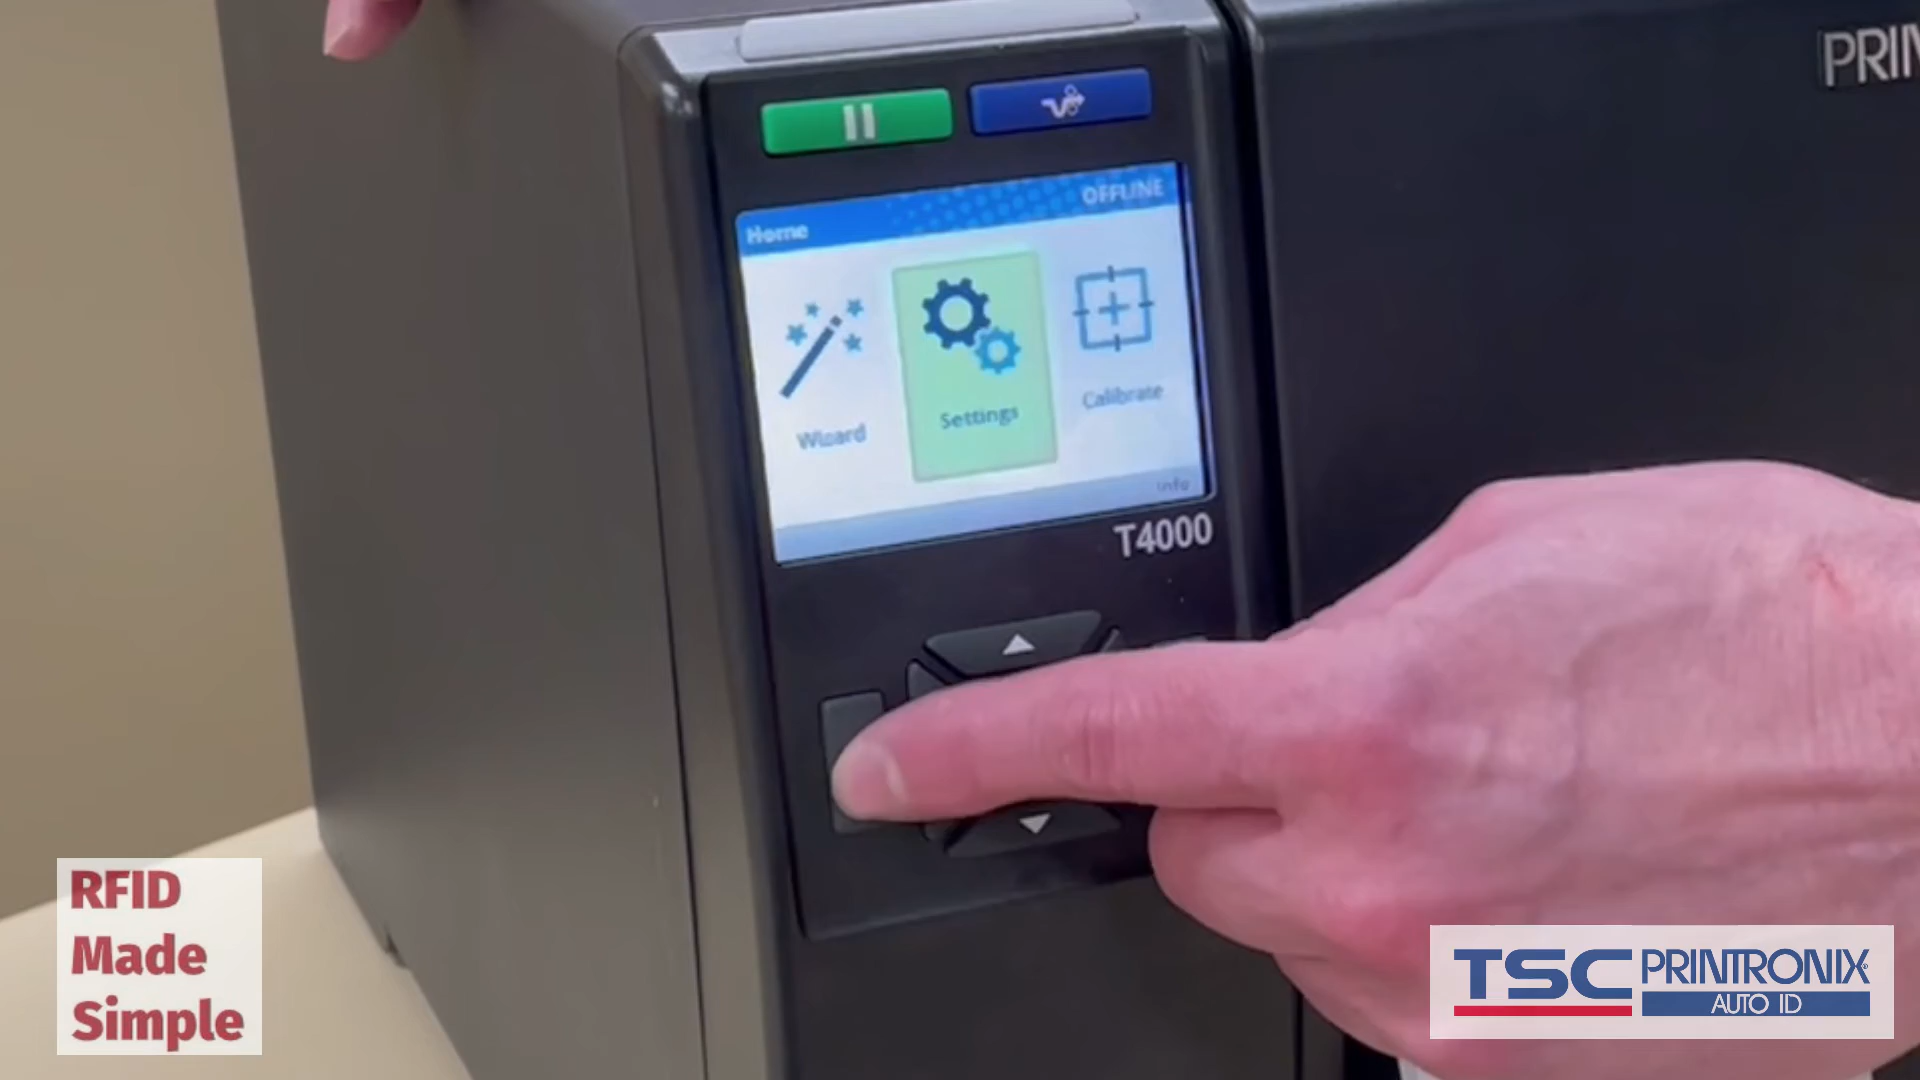 PRIN
OFFLINE
Home
Wizard
Settings
Calibrate
Info
T4000
RFID
Made
Simple
TSC PRINTRONIX
AUTO ID